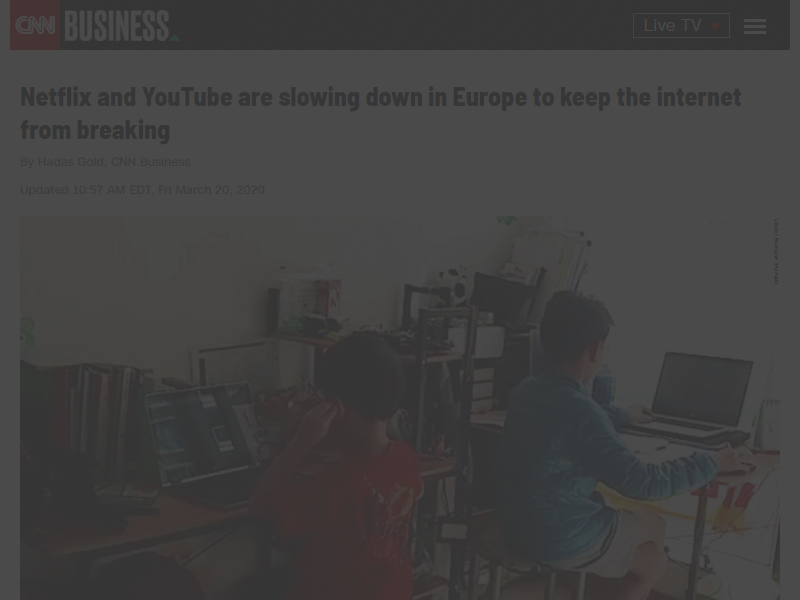 CNN BUSINESS
Live TV
Netflix and YouTube are slowing down in Europe to keep the internet
from breaking
By Hadas Gold, CNN Business
Updated 10:57 AM EDT, Fri March 20, 2020